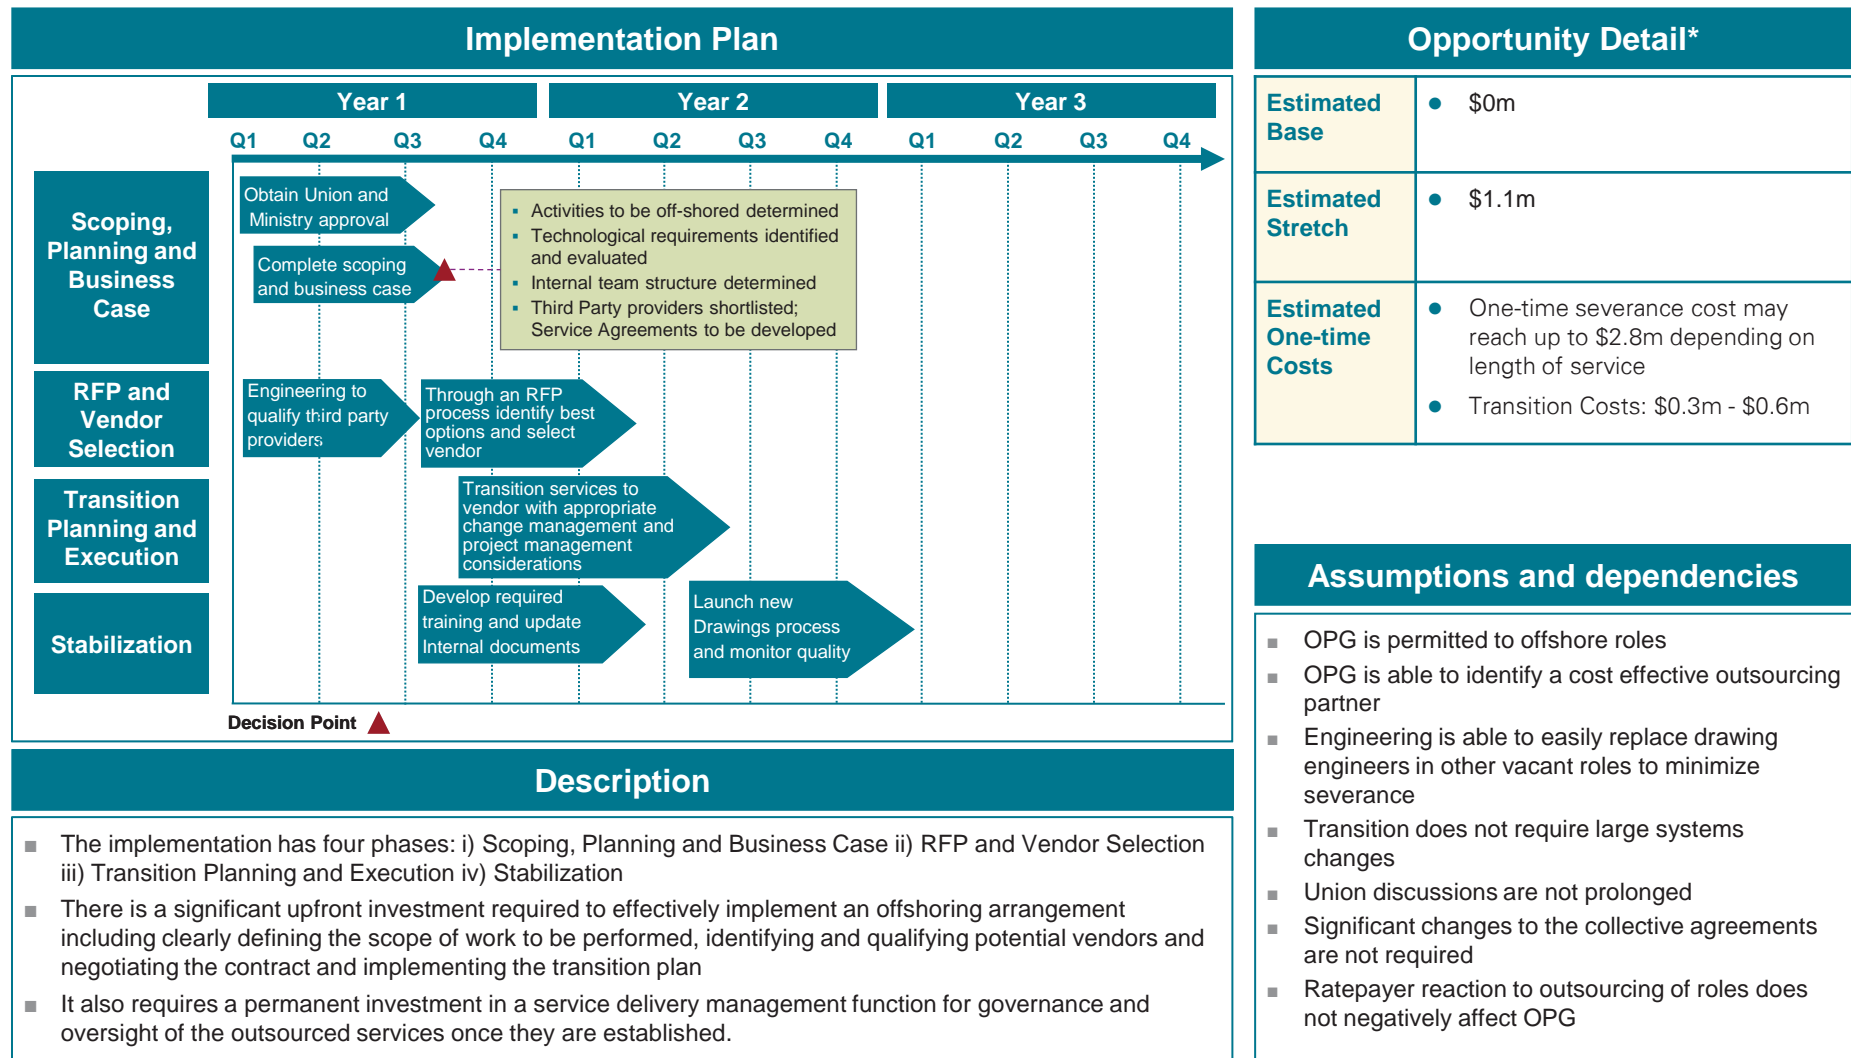 Implementation Plan
Year 1
Year 2
Year 3
Q1 Q2 Q3 Q4 Q1 Q2 Q3 Q4 Q1 Q2 Q3 Q4
Scoping,
Planning and
Business
Case
Obtain Union and
Ministry approval
Complete scoping
and business case
▪ Activities to be off-shored determined
▪ Technological requirements identified
and evaluated
▪ Internal team structure determined
▪ Third Party providers shortlisted;
Service Agreements to be developed
RFP and
Vendor
Selection
Engineering to
qualify third party
providers
Through an RFP
process identify best
options and select
vendor
Transition
Planning and
Execution
Transition services to
vendor with appropriate
change management and
project management
considerations
Stabilization
Develop required
training and update
Internal documents
Launch new
Drawings process
and monitor quality
Decision Point
Description
■ The implementation has four phases: i) Scoping, Planning and Business Case ii) RFP and Vendor Selection
iii) Transition Planning and Execution iv) Stabilization
■ There is a significant upfront investment required to effectively implement an offshoring arrangement
including clearly defining the scope of work to be performed, identifying and qualifying potential vendors and
negotiating the contract and implementing the transition plan
■ It also requires a permanent investment in a service delivery management function for governance and
oversight of the outsourced services once they are established.
Opportunity Detail*
Estimated
Base
● $0m
Estimated
Stretch
● $1.1m
Estimated
One-time
Costs
● One-time severance cost may
reach up to $2.8m depending on
length of service
● Transition Costs: $0.3m - $0.6m
Assumptions and dependencies
■ OPG is permitted to offshore roles
■ OPG is able to identify a cost effective outsourcing
partner
■ Engineering is able to easily replace drawing
engineers in other vacant roles to minimize
severance
■ Transition does not require large systems
changes
■ Union discussions are not prolonged
■ Significant changes to the collective agreements
are not required
■ Ratepayer reaction to outsourcing of roles does
not negatively affect OPG